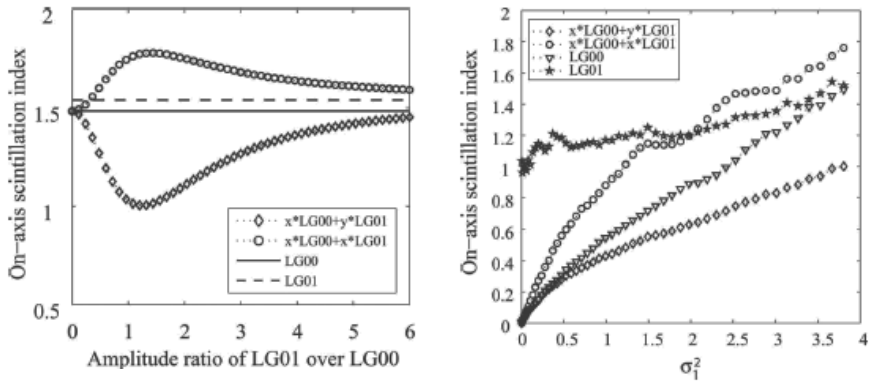 2
1.5
1
0.5
0 1 2 3 4 5 6
On-axis scintillation index
Amplitude ratio of LG01 over LG00
x*LG00+y*LG01
x*LG00+x*LG01
LG00
LG01
2
1.8
1.6
1.4
1.2
1
0.8
0.6
0.4
0.2
0
0 0.5 1 1.5 2 2.5 3 3.5 4
On-axis scintillation index
σ₁²
x*LG00+y*LG01
x*LG00+x*LG01
LG00
LG01